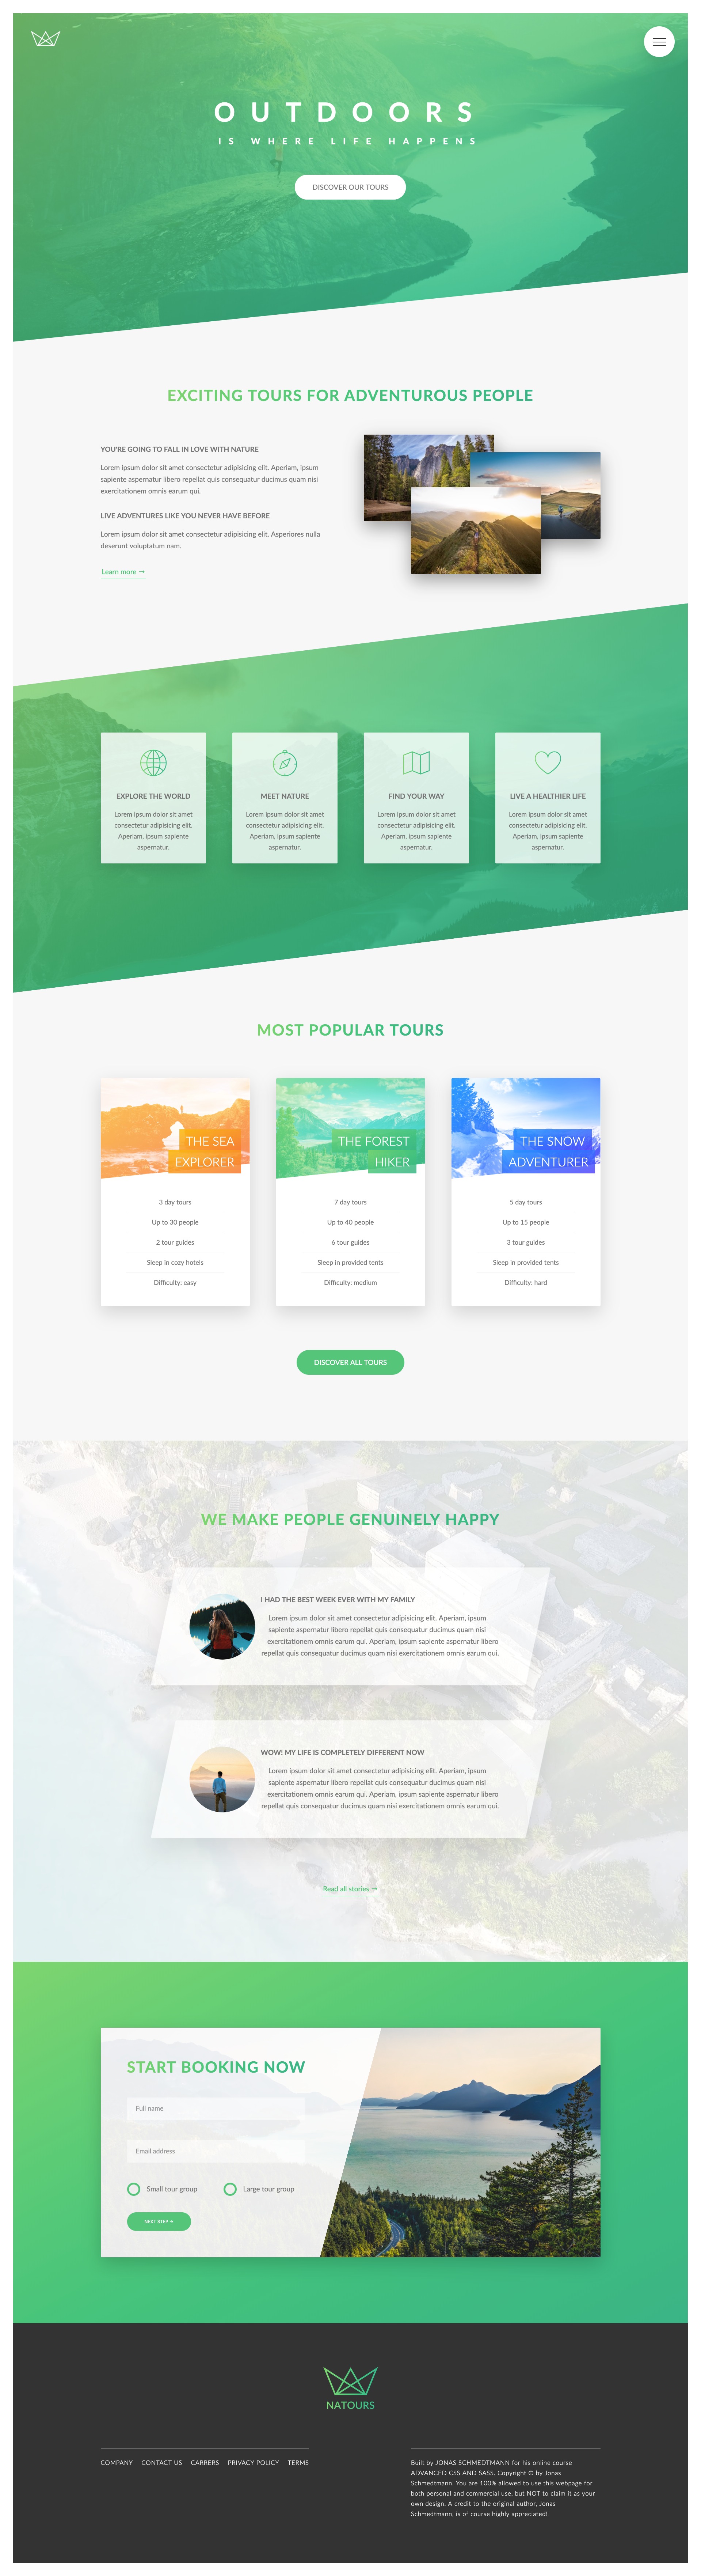 OUTDOORS
IS WHERE LIFE HAPPENS
DISCOVER OUR TOURS
EXCITING TOURS FOR ADVENTUROUS PEOPLE
YOU'RE GOING TO FALL IN LOVE WITH NATURE
Lorem ipsum dolor sit amet consectetur adipisicing elit. Aperiam, ipsum
sapiente aspernatur libero repellat quis consequatur ducimus quam nisi
exercitationem omnis earum qui.
LIVE ADVENTURES LIKE YOU NEVER HAVE BEFORE
Lorem ipsum dolor sit amet consectetur adipisicing elit. Asperiores nulla
deserunt voluptatum nam.
Learn more →
EXPLORE THE WORLD
Lorem ipsum dolor sit amet
consectetur adipisicing elit.
Aperiam, ipsum sapiente
aspernatur.
MEET NATURE
Lorem ipsum dolor sit amet
consectetur adipisicing elit.
Aperiam, ipsum sapiente
aspernatur.
FIND YOUR WAY
Lorem ipsum dolor sit amet
consectetur adipisicing elit.
Aperiam, ipsum sapiente
aspernatur.
LIVE A HEALTHIER LIFE
Lorem ipsum dolor sit amet
consectetur adipisicing elit.
Aperiam, ipsum sapiente
aspernatur.
MOST POPULAR TOURS
THE SEA
EXPLORER
3 day tours
Up to 30 people
2 tour guides
Sleep in cozy hotels
Difficulty: easy
THE FOREST
HIKER
7 day tours
Up to 40 people
6 tour guides
Sleep in provided tents
Difficulty: medium
THE SNOW
ADVENTURER
5 day tours
Up to 15 people
3 tour guides
Sleep in provided tents
Difficulty: hard
DISCOVER ALL TOURS
WE MAKE PEOPLE GENUINELY HAPPY
I HAD THE BEST WEEK EVER WITH MY FAMILY
Lorem ipsum dolor sit amet consectetur adipisicing elit. Aperiam, ipsum
sapiente aspernatur libero repellat quis consequatur ducimus quam nisi
exercitationem omnis earum qui. Aperiam, ipsum sapiente aspernatur libero
repellat quis consequatur ducimus quam nisi exercitationem omnis earum qui.
WOW! MY LIFE IS COMPLETELY DIFFERENT NOW
Lorem ipsum dolor sit amet consectetur adipisicing elit. Aperiam, ipsum
sapiente aspernatur libero repellat quis consequatur ducimus quam nisi
exercitationem omnis earum qui. Aperiam, ipsum sapiente aspernatur libero
repellat quis consequatur ducimus quam nisi exercitationem omnis earum qui.
Read all stories →
START BOOKING NOW
Full name
Email address
Small tour group
Large tour group
NEXT STEP →
NATOURS
COMPANY CONTACT US CARRERS PRIVACY POLICY TERMS
Built by JONAS SCHMEDTMANN for his online course
ADVANCED CSS AND SASS. Copyright © by Jonas
Schmedtmann. You are 100% allowed to use this webpage for
both personal and commercial use, but NOT to claim it as your
own design. A credit to the original author, Jonas
Schmedtmann, is of course highly appreciated!